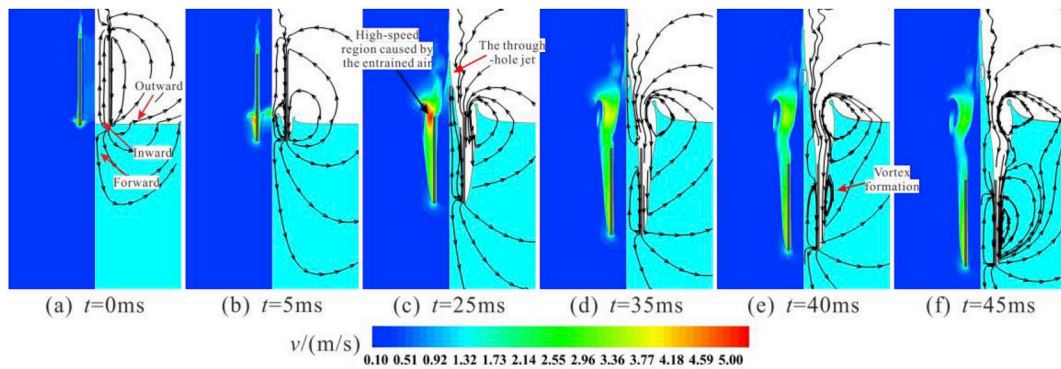 High-speed
region caused by
the entrained air
The through
-hole jet
Outward
Inward
Forward
Vortex
formation
(a) t=0ms
(b) t=5ms
(c) t=25ms
(d) t=35ms
(e) t=40ms
(f) t=45ms
v/(m/s)
0.10 0.51 0.92 1.32 1.73 2.14 2.55 2.96 3.36 3.77 4.18 4.59 5.00